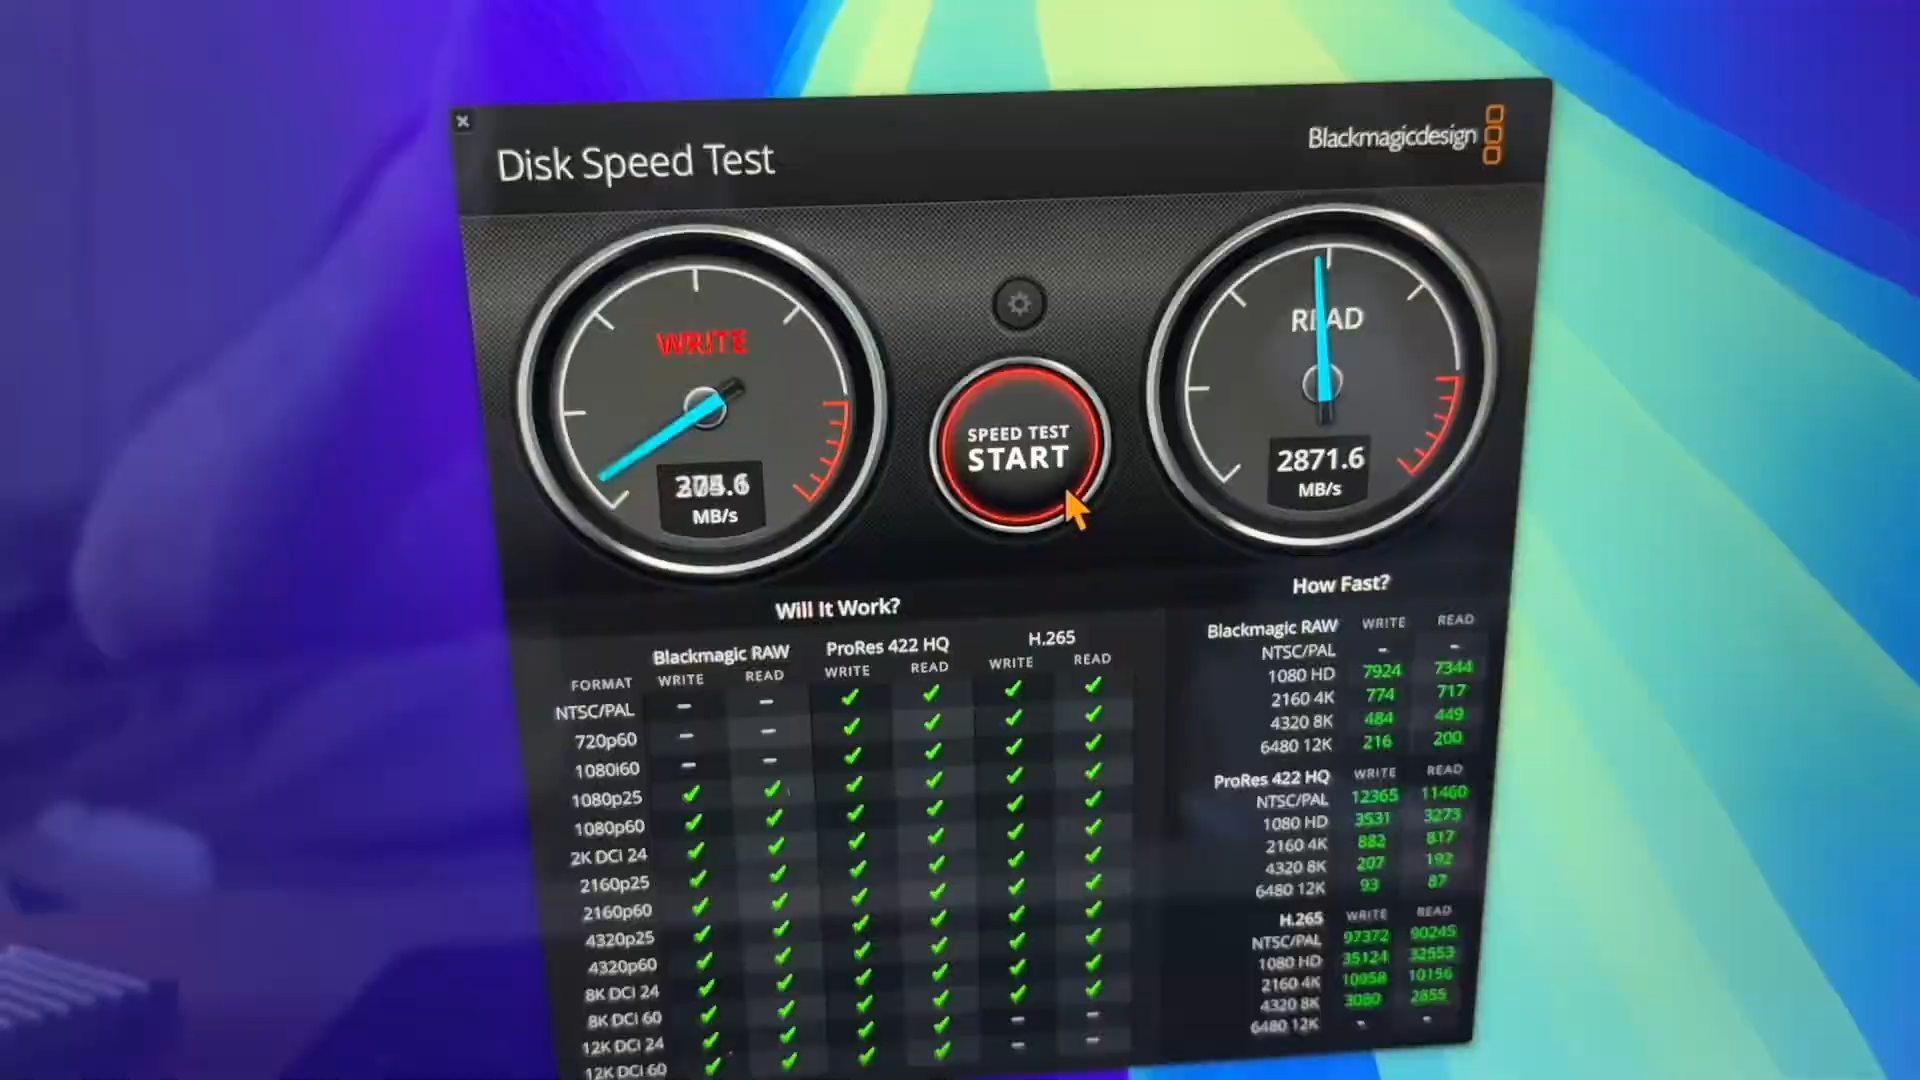 Disk Speed Test
Blackmagicdesign
WRITE
MB/s
SPEED TEST
START
READ
2871.6
MB/s
Will It Work?
Blackmagic RAW ProRes 422 HQ H.265
FORMAT WRITE READ WRITE READ WRITE READ
NTSC/PAL – – ✓ ✓ ✓ ✓
720p60 – – ✓ ✓ ✓ ✓
1080i60 – – ✓ ✓ ✓ ✓
1080p25 ✓ ✓ ✓ ✓ ✓ ✓
1080p60 ✓ ✓ ✓ ✓ ✓ ✓
2K DCI 24 ✓ ✓ ✓ ✓ ✓ ✓
2160p25 ✓ ✓ ✓ ✓ ✓ ✓
2160p60 ✓ ✓ ✓ ✓ ✓ ✓
4320p25 ✓ ✓ ✓ ✓ ✓ ✓
4320p60 ✓ ✓ ✓ ✓ ✓ ✓
8K DCI 24 ✓ ✓ ✓ ✓ ✓ ✓
8K DCI 60 ✓ ✓ ✓ ✓ – –
12K DCI 24 ✓ ✓ ✓ ✓ – –
12K DCI 60 ✓ ✓ ✓ ✓
How Fast?
Blackmagic RAW WRITE READ
NTSC/PAL – –
1080 HD 7924 7344
2160 4K 774 717
4320 8K 484 449
6480 12K 216 200
ProRes 422 HQ WRITE READ
NTSC/PAL 12365 11460
1080 HD 3531 3273
2160 4K 882 817
4320 8K 207 192
6480 12K 93 87
H.265 WRITE READ
NTSC/PAL 97372 90245
1080 HD 35124 32553
2160 4K 10958 10156
4320 8K 3080 2855
6480 12K – –